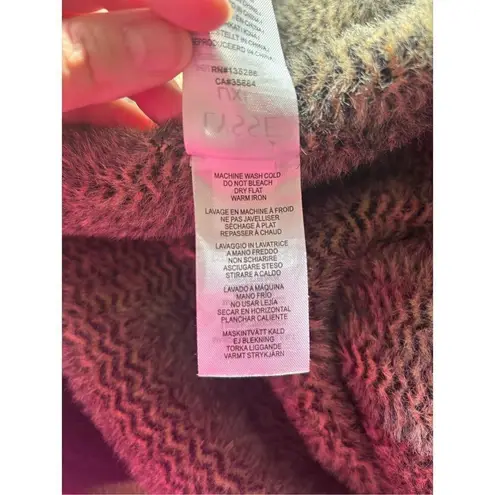 RN#135286
CA#35664
MACHINE WASH COLD
DO NOT BLEACH
DRY FLAT
WARM IRON
LAVAGE EN MACHINE À FROID
NE PAS JAVELLISER
SÉCHAGE À PLAT
REPASSER À CHAUD
LAVAGGIO IN LAVATRICE
A MANO FREDDO
NON SCHIARIRE
ASCIUGARE STESO
STIRARE A CALDO
LAVADO A MÁQUINA
MANO FRÍO
NO USAR LEJÍA
SECAR EN HORIZONTAL
PLANCHAR CALIENTE
MASKINTVÄTT KALD
EJ BLEKNING
TORKA LIGGANDE
VARMT STRYKJÄRN